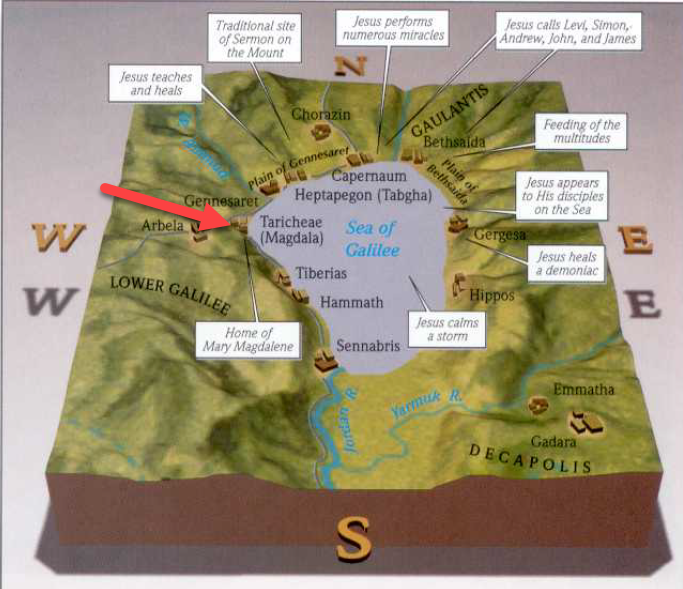 Traditional site
of Sermon on
the Mount
Jesus performs
numerous miracles
Jesus calls Levi, Simon,
Andrew, John, and James
Jesus teaches
and heals
N
Chorazin
GAULANTIS
Bethsaida
Feeding of the
multitudes
Plain of Gennesaret
Capernaum
Heptapegon (Tabgha)
Plain of
Bethsaida
Jesus appears
to His disciples
on the Sea
Gennesaret
W
Arbela
Taricheae
(Magdala)
Sea of
Galilee
Gergesa
E
Jesus heals
a demoniac
W
LOWER GALILEE
Tiberias
Hammath
Hippos
E
Home of
Mary Magdalene
Jesus calms
a storm
Sennabris
Jordan R.
Yarmuk R.
Emmatha
Gadara
DECAPOLIS
S